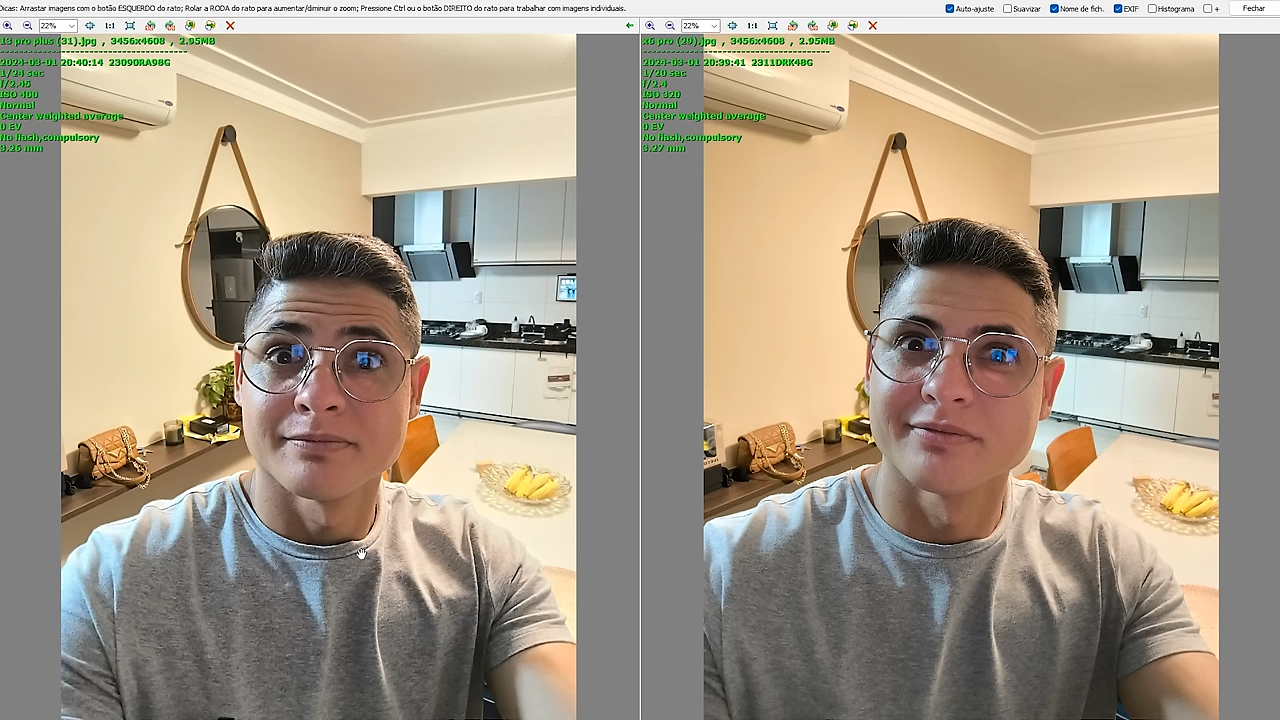 Dicas: Arrastar imagens com o botão ESQUERDO do rato; Rolar a RODA do rato para aumentar/diminuir o zoom; Pressione Ctrl ou o botão DIREITO do rato para trabalhar com imagens individuais.
Auto-ajuste Suavizar Nome de fich. EXIF Histograma + Fechar
22% 1:1 22% 1:1
13 pro plus (31).jpg , 3456x4608 , 2.95MB
2024-03-01 20:40:14 23090RA98G
1/24 sec
f/2.45
ISO 400
Normal
Center weighted average
0 EV
No flash,compulsory
3.26 mm
x6 pro (29).jpg , 3456x4608 , 2.95MB
2024-03-01 20:39:41 2311DRK48G
1/20 sec
f/2.4
ISO 320
Normal
Center weighted average
0 EV
No flash,compulsory
3.27 mm